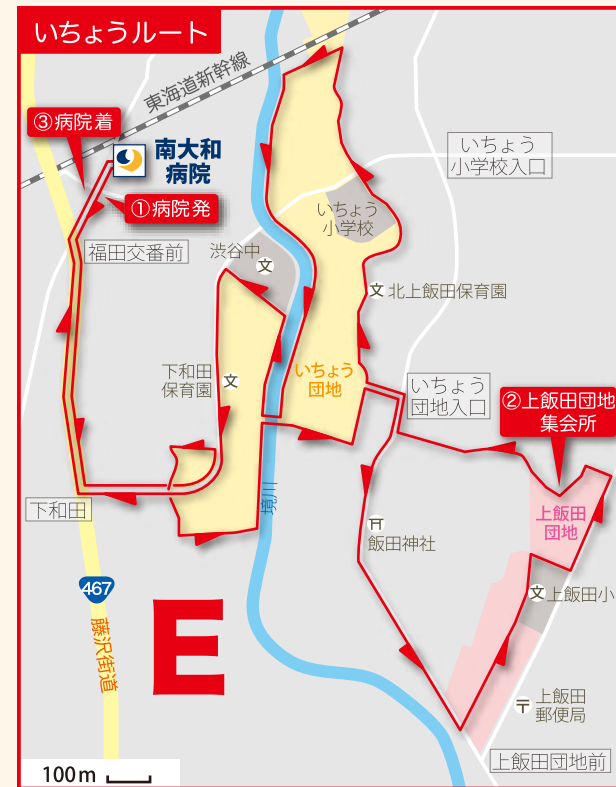 いちょうルート
東海道新幹線
③病院着
南大和
病院
①病院発
福田交番前
いちょう
小学校入口
いちょう
小学校
渋谷中
文
文
北上飯田保育園
下和田
保育園
文
いちょう
団地
いちょう
団地入口
②上飯田団地
集会所
下和田
境川
飯田神社
上飯田
団地
文
上飯田小
467
藤沢街道
E
〒
上飯田
郵便局
上飯田団地前
100m